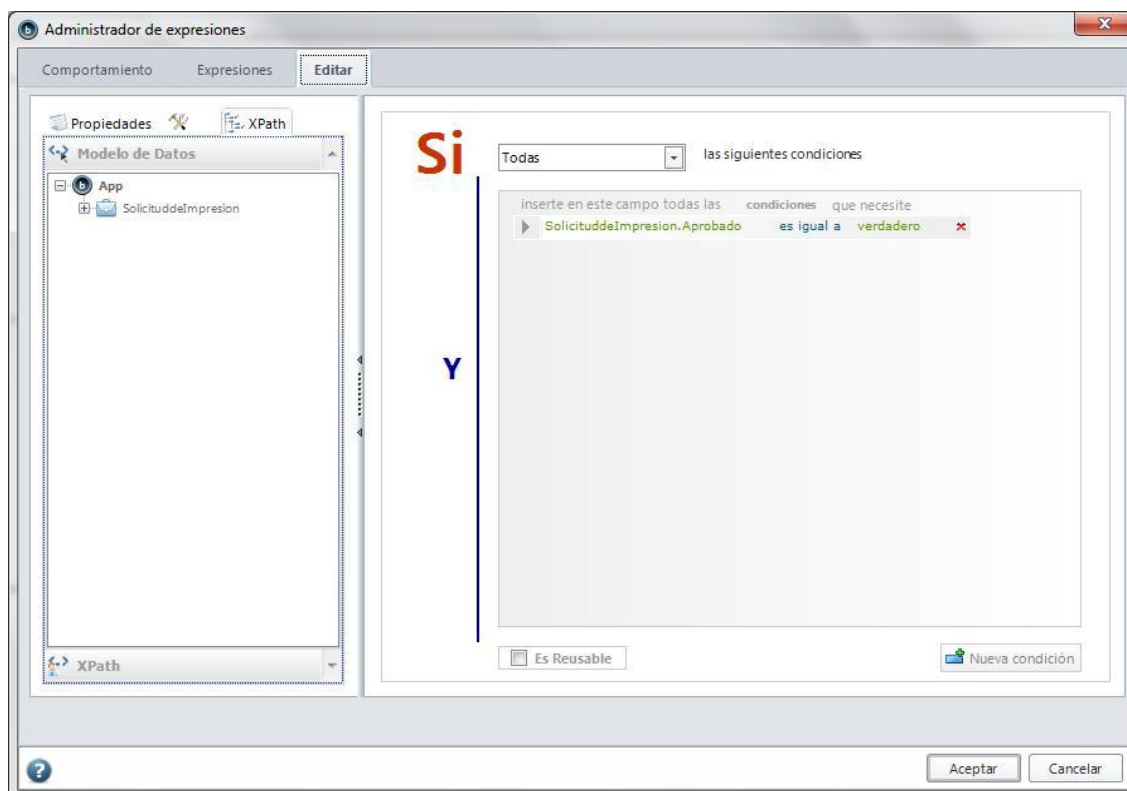 Administrador de expresiones
Comportamiento Expresiones Editar
Propiedades XPath
Modelo de Datos
App
SolicituddeImpresion
XPath
Si Todas las siguientes condiciones
inserte en este campo todas las condiciones que necesite
SolicituddeImpresion.Aprobado es igual a verdadero
Y
Es Reusable Nueva condición
Aceptar Cancelar